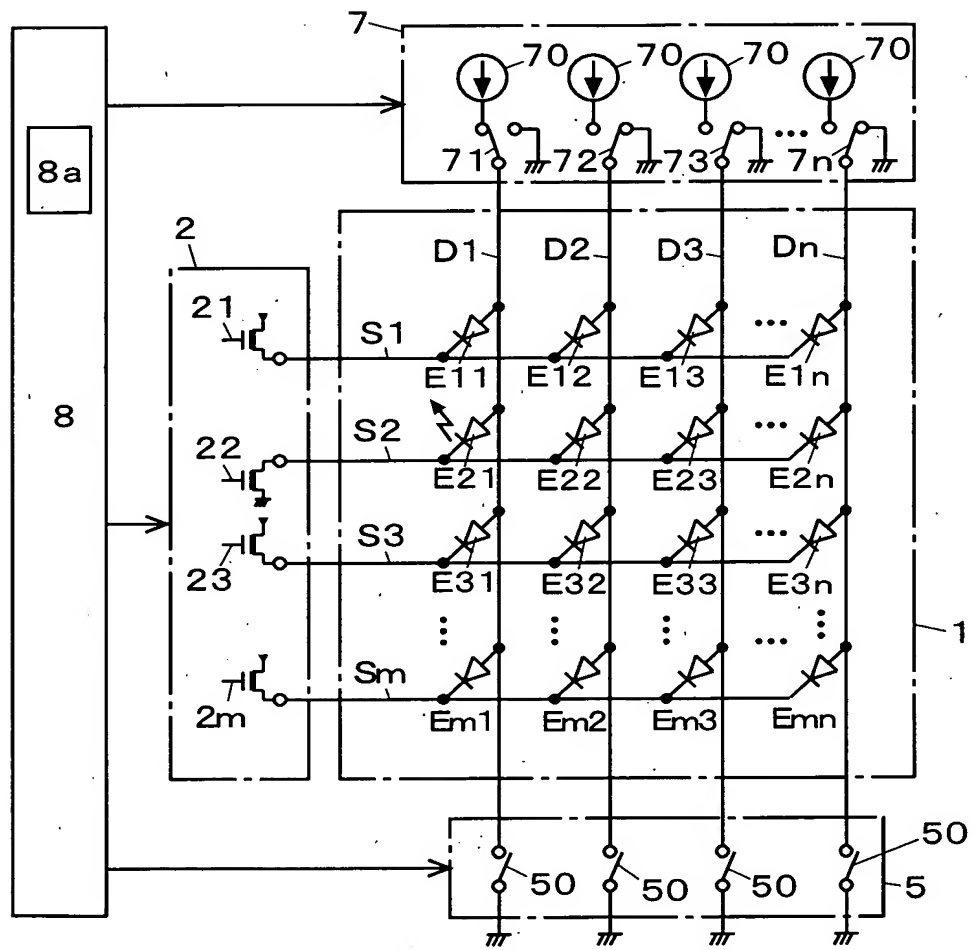 7
70 70 70 70
8a
71 72 73 ... 7n
2
D1 D2 D3 Dn
21
S1
E11 E12 E13 ... E1n
8
22
S2
E21 E22 E23 ... E2n
23
S3
E31 E32 E33 ... E3n
1
2m
Sm
Em1 Em2 Em3 ... Emn
50
50 50 50 5